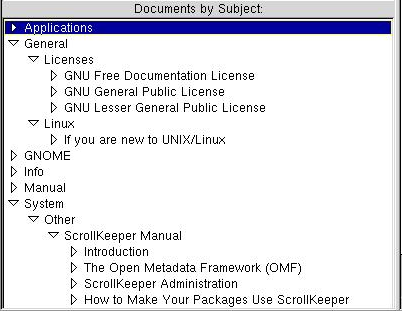 Documents by Subject:
Applications
General
Licenses
GNU Free Documentation License
GNU General Public License
GNU Lesser General Public License
Linux
If you are new to UNIX/Linux
GNOME
Info
Manual
System
Other
ScrollKeeper Manual
Introduction
The Open Metadata Framework (OMF)
ScrollKeeper Administration
How to Make Your Packages Use ScrollKeeper